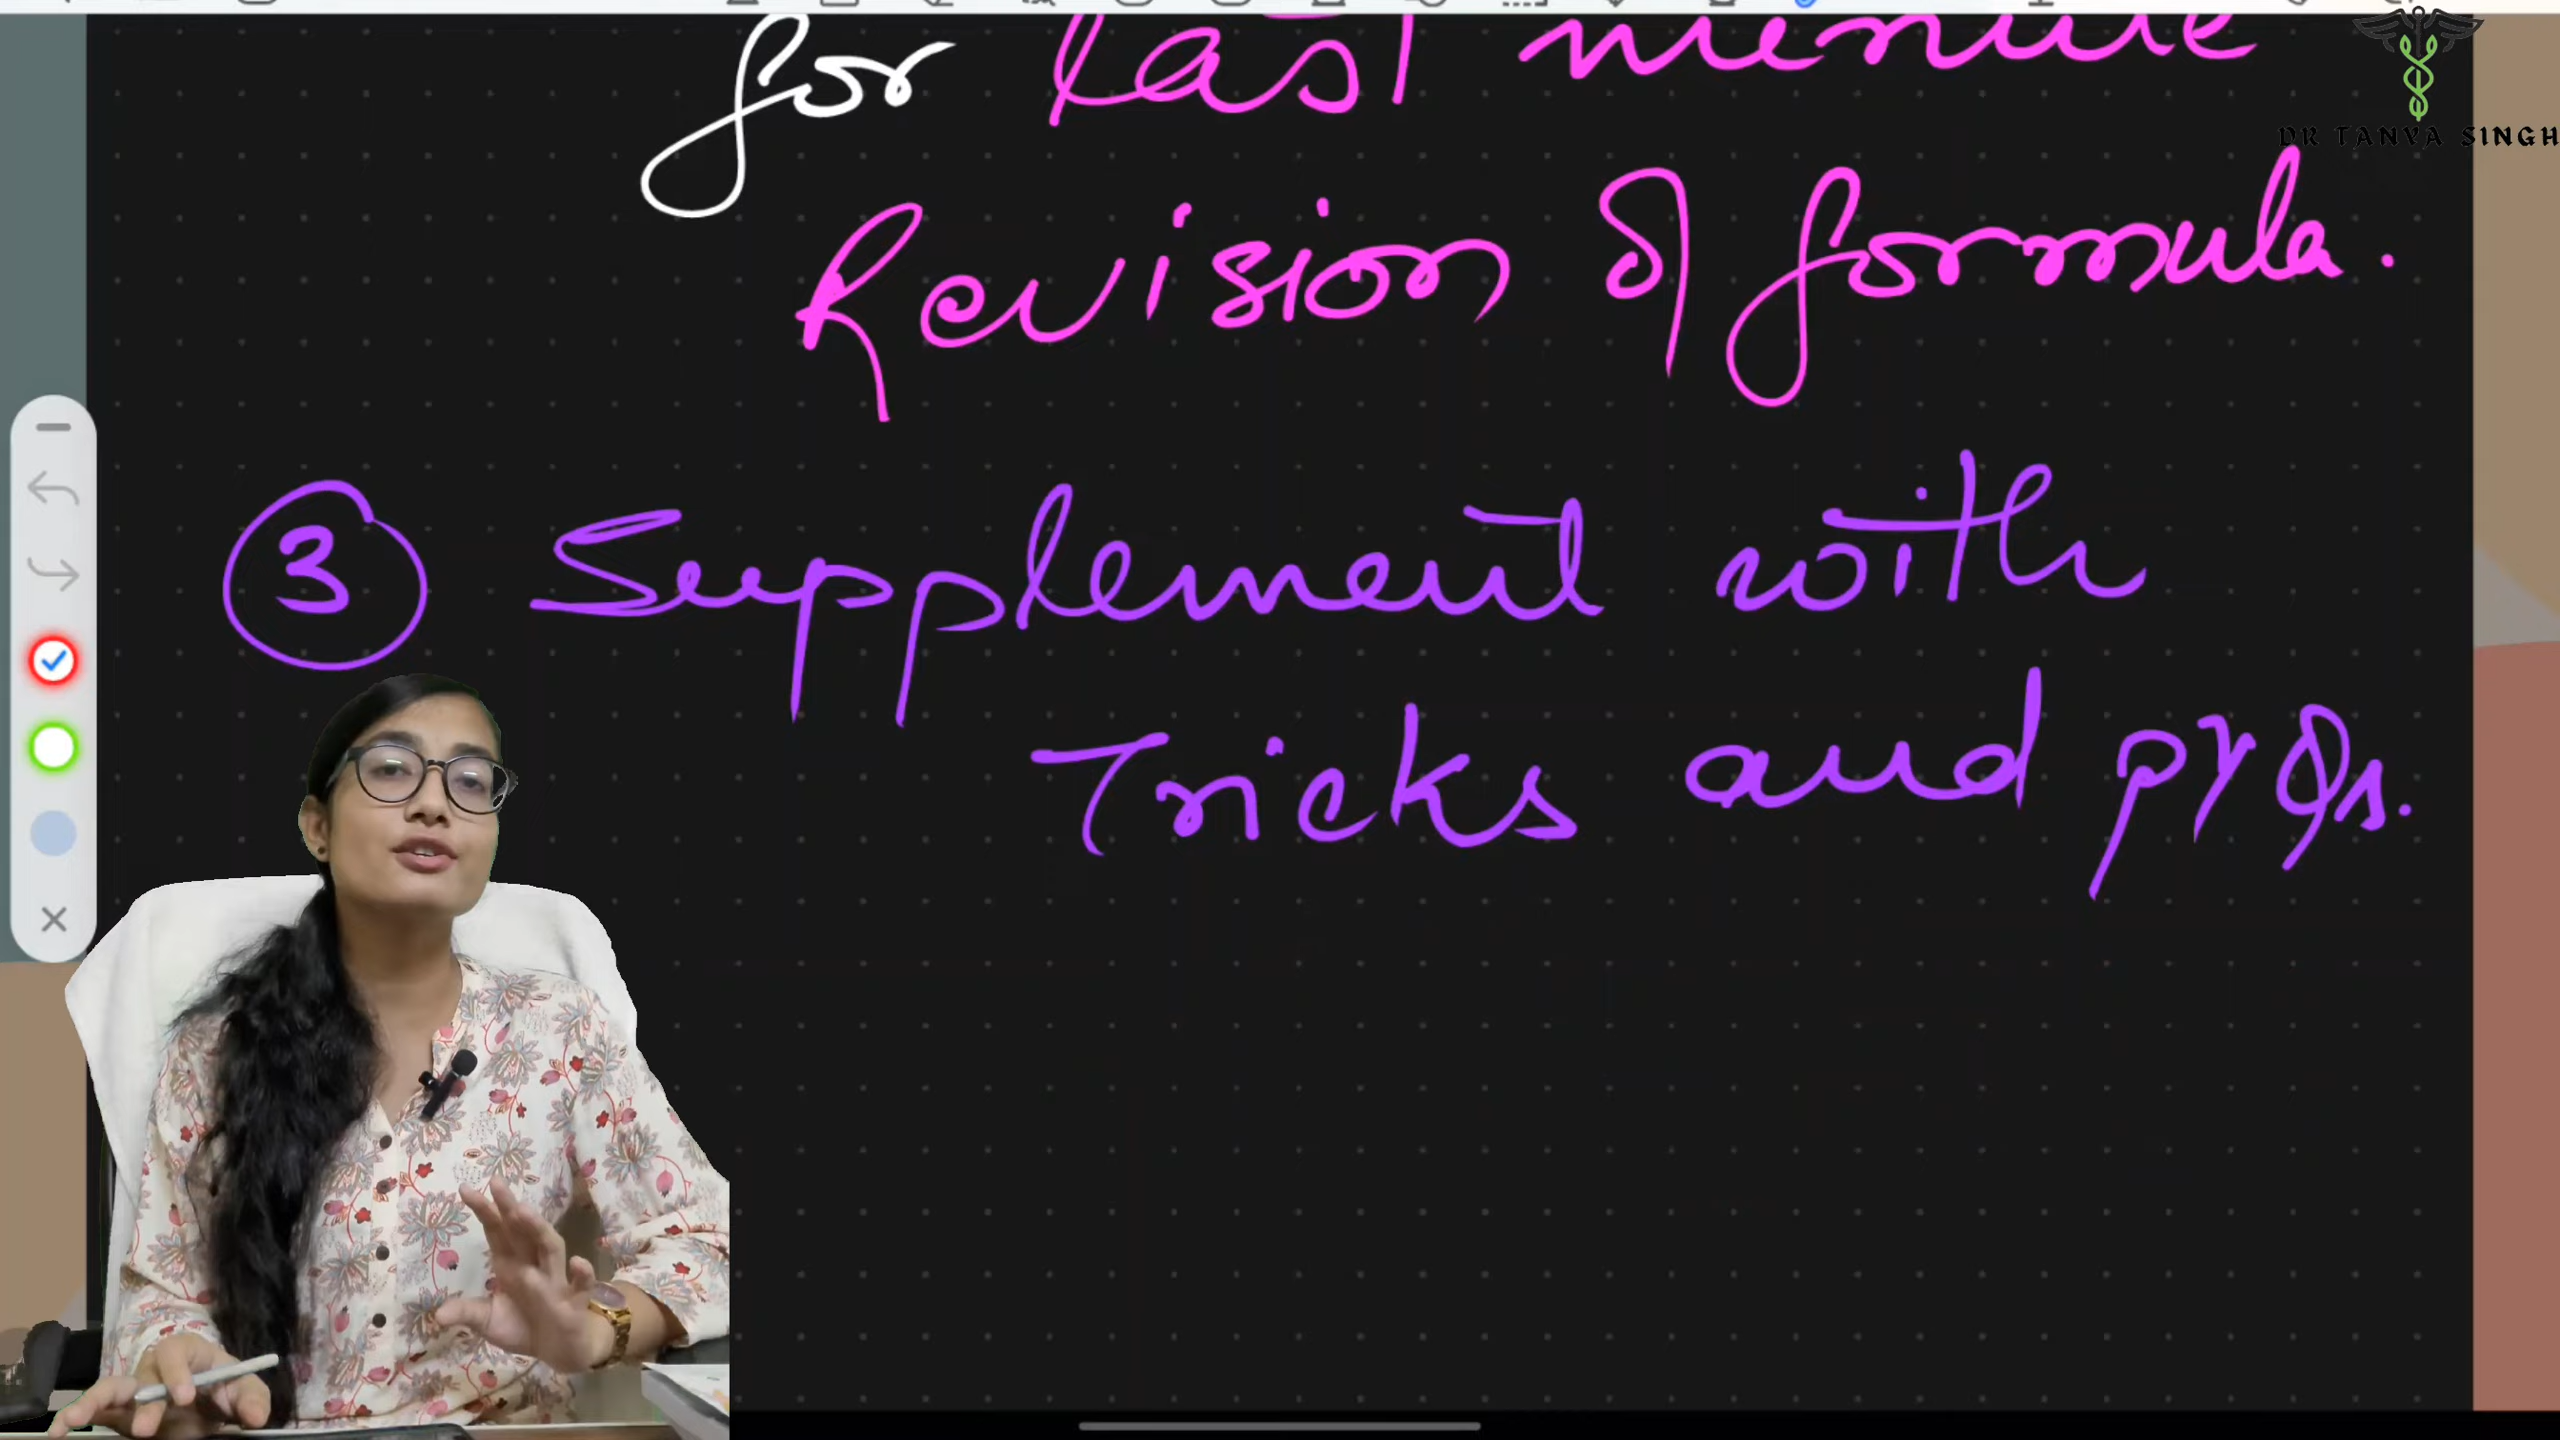 for last minute
DR TANYA SINGH
Revision of formula.
3 Supplement with
Tricks and PYQs.